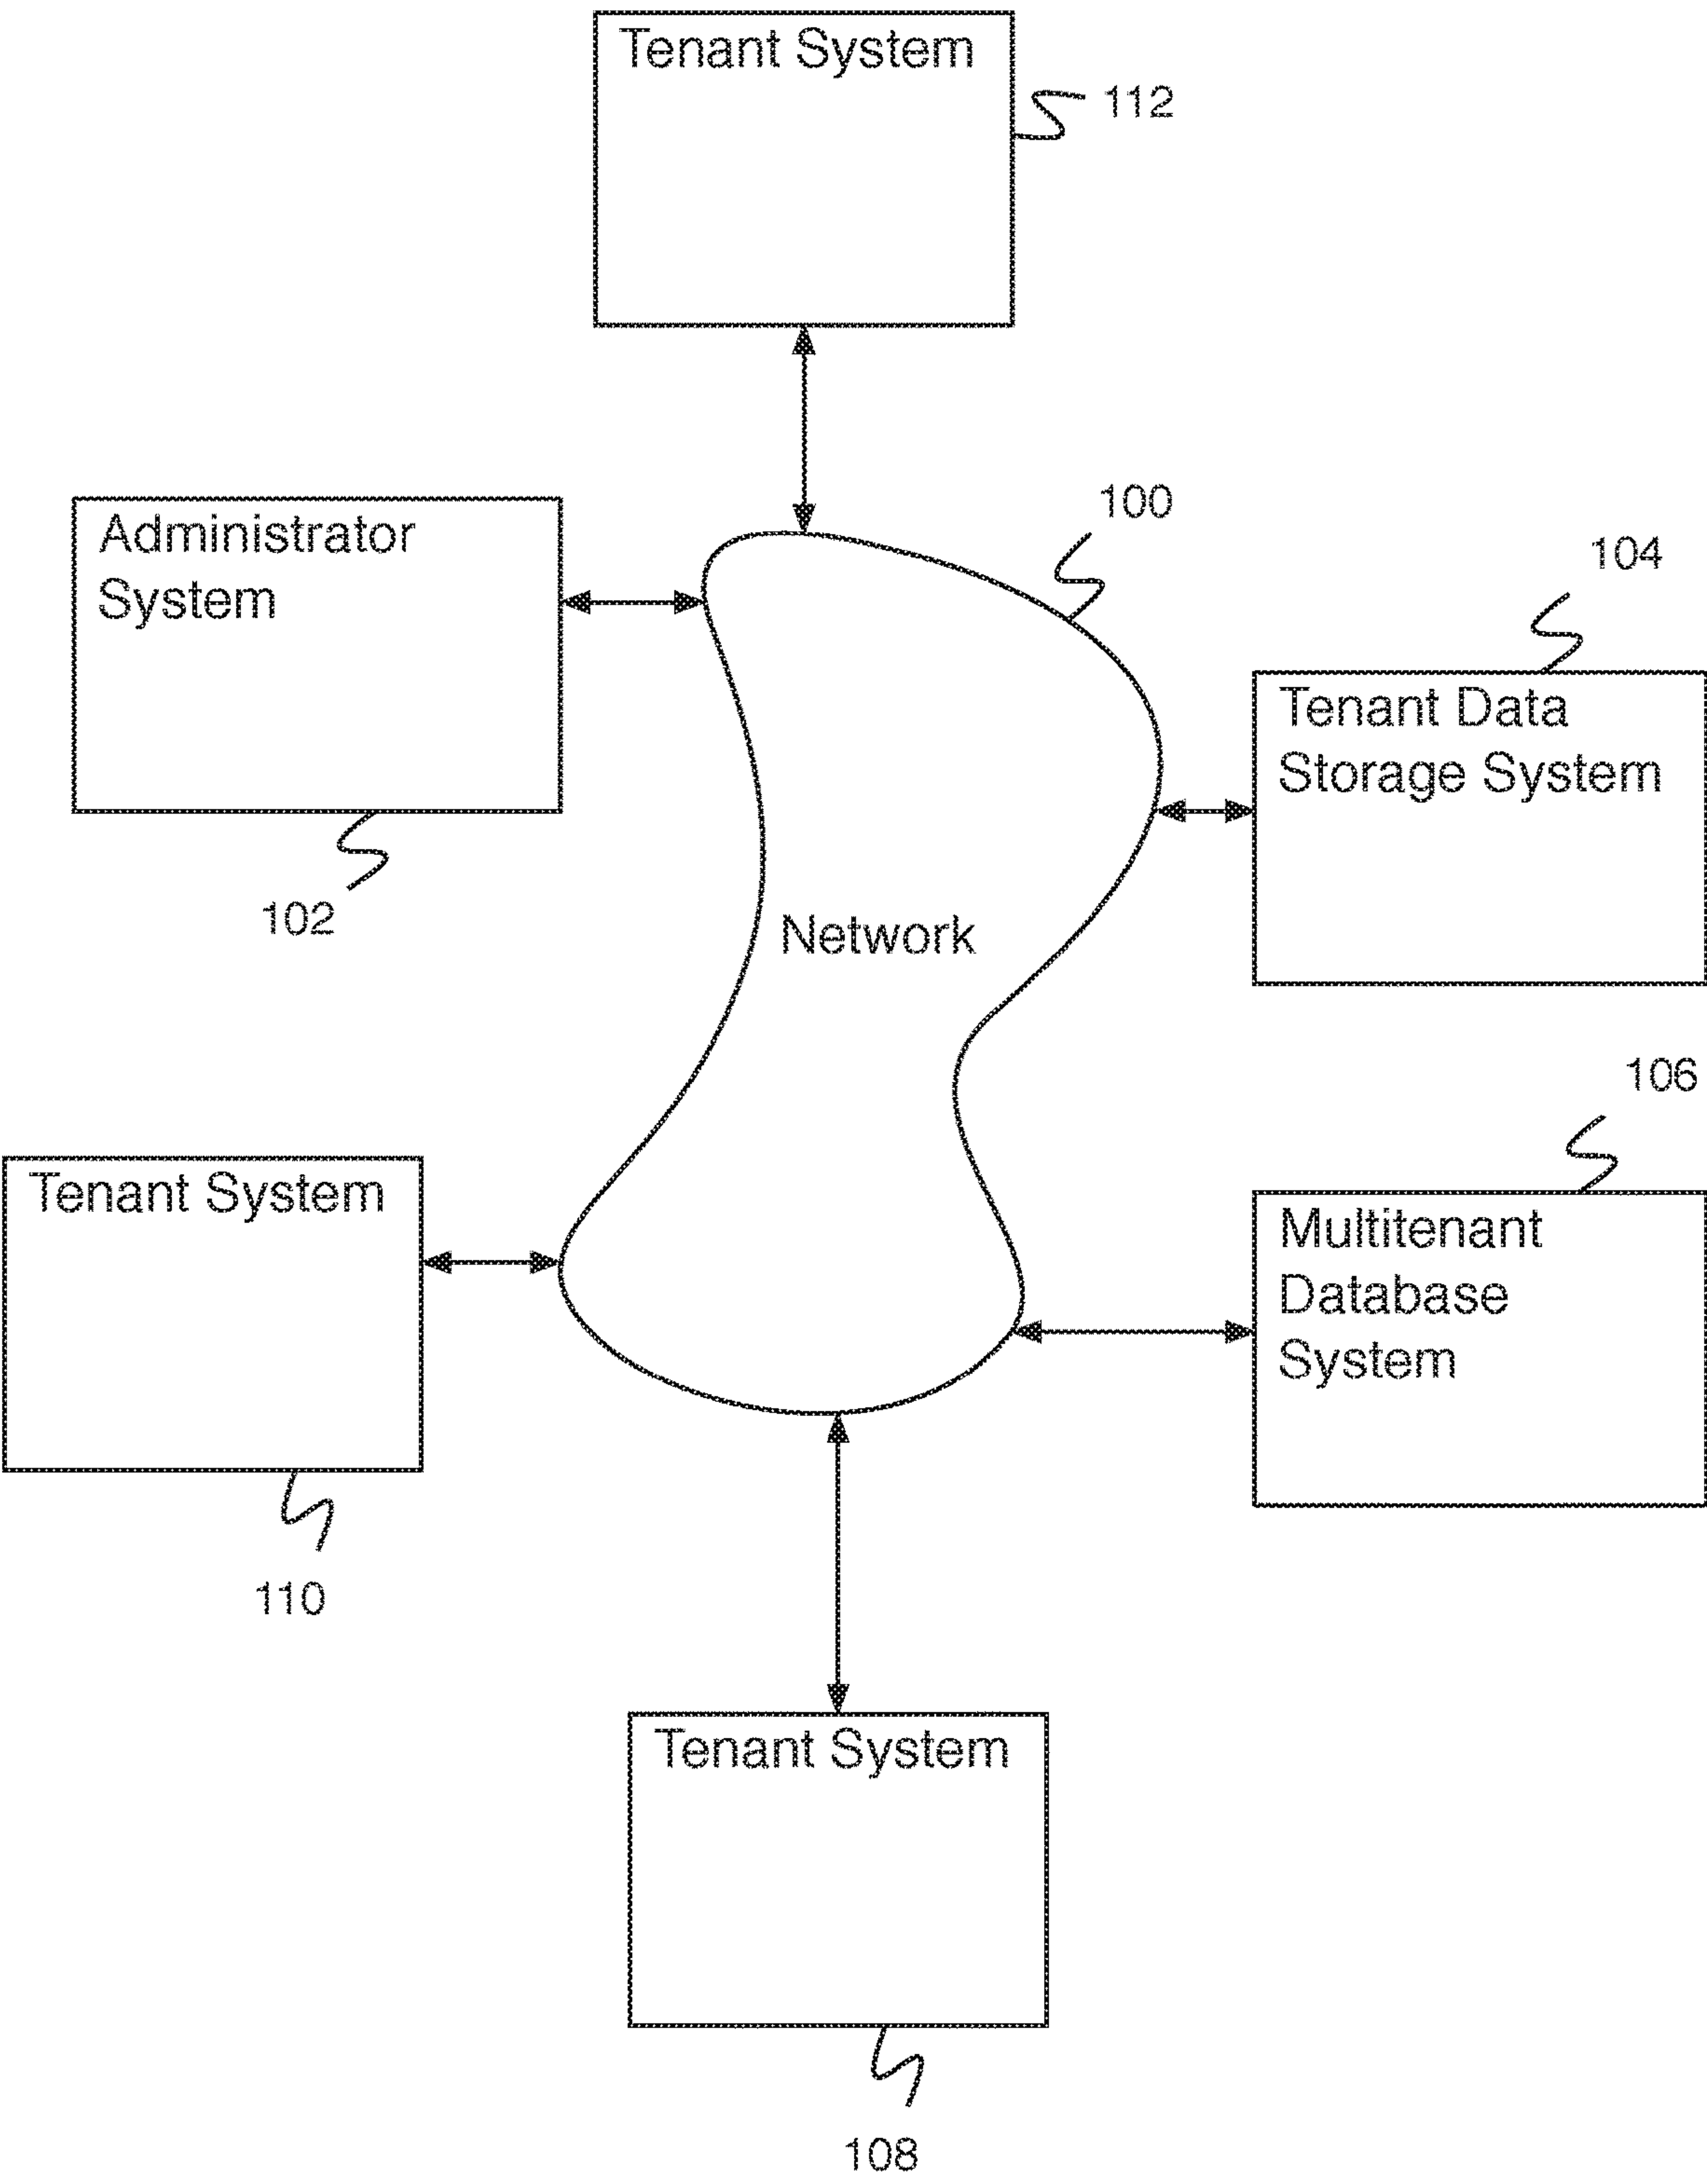 Tenant System
112
100
Administrator
System
104
Tenant Data
Storage System
102
Network
106
Tenant System
Multitenant
Database
System
110
Tenant System
108